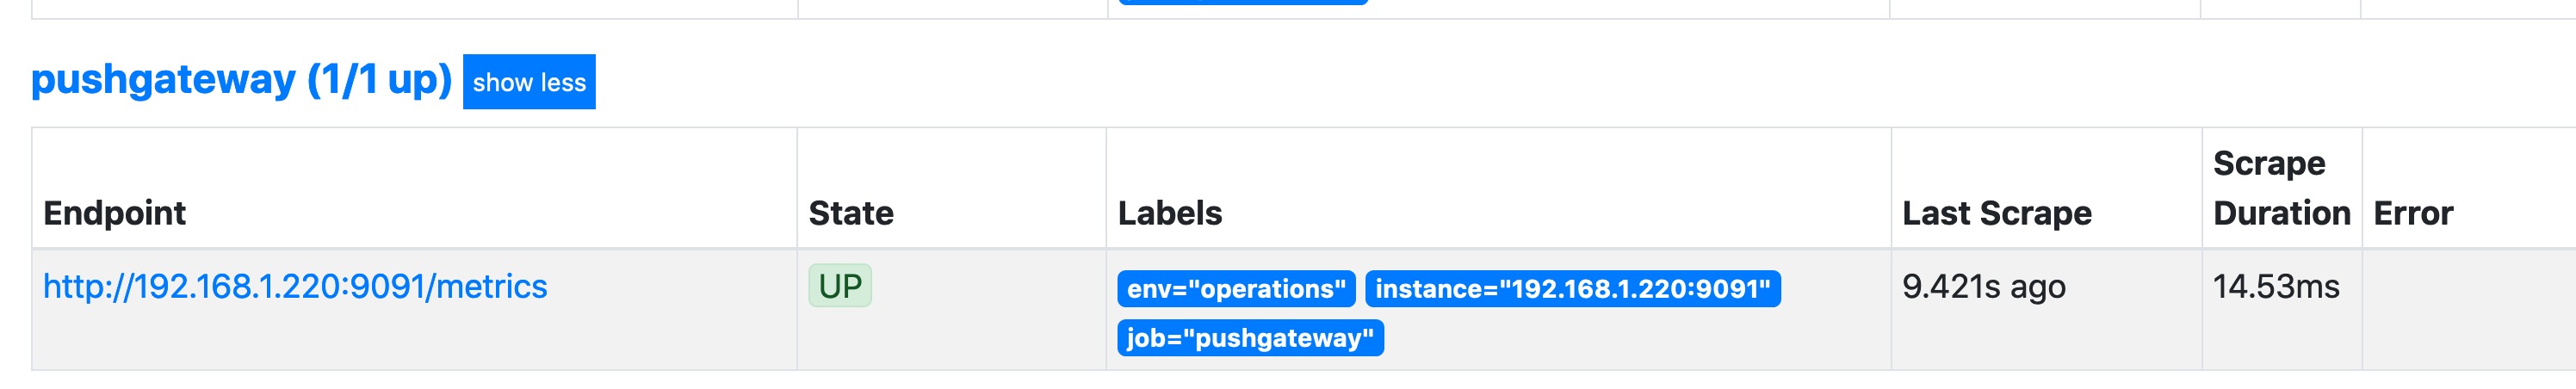 pushgateway (1/1 up) show less
Endpoint State Labels Last Scrape Scrape Duration Error
http://192.168.1.220:9091/metrics UP env="operations" instance="192.168.1.220:9091" 9.421s ago 14.53ms
job="pushgateway"